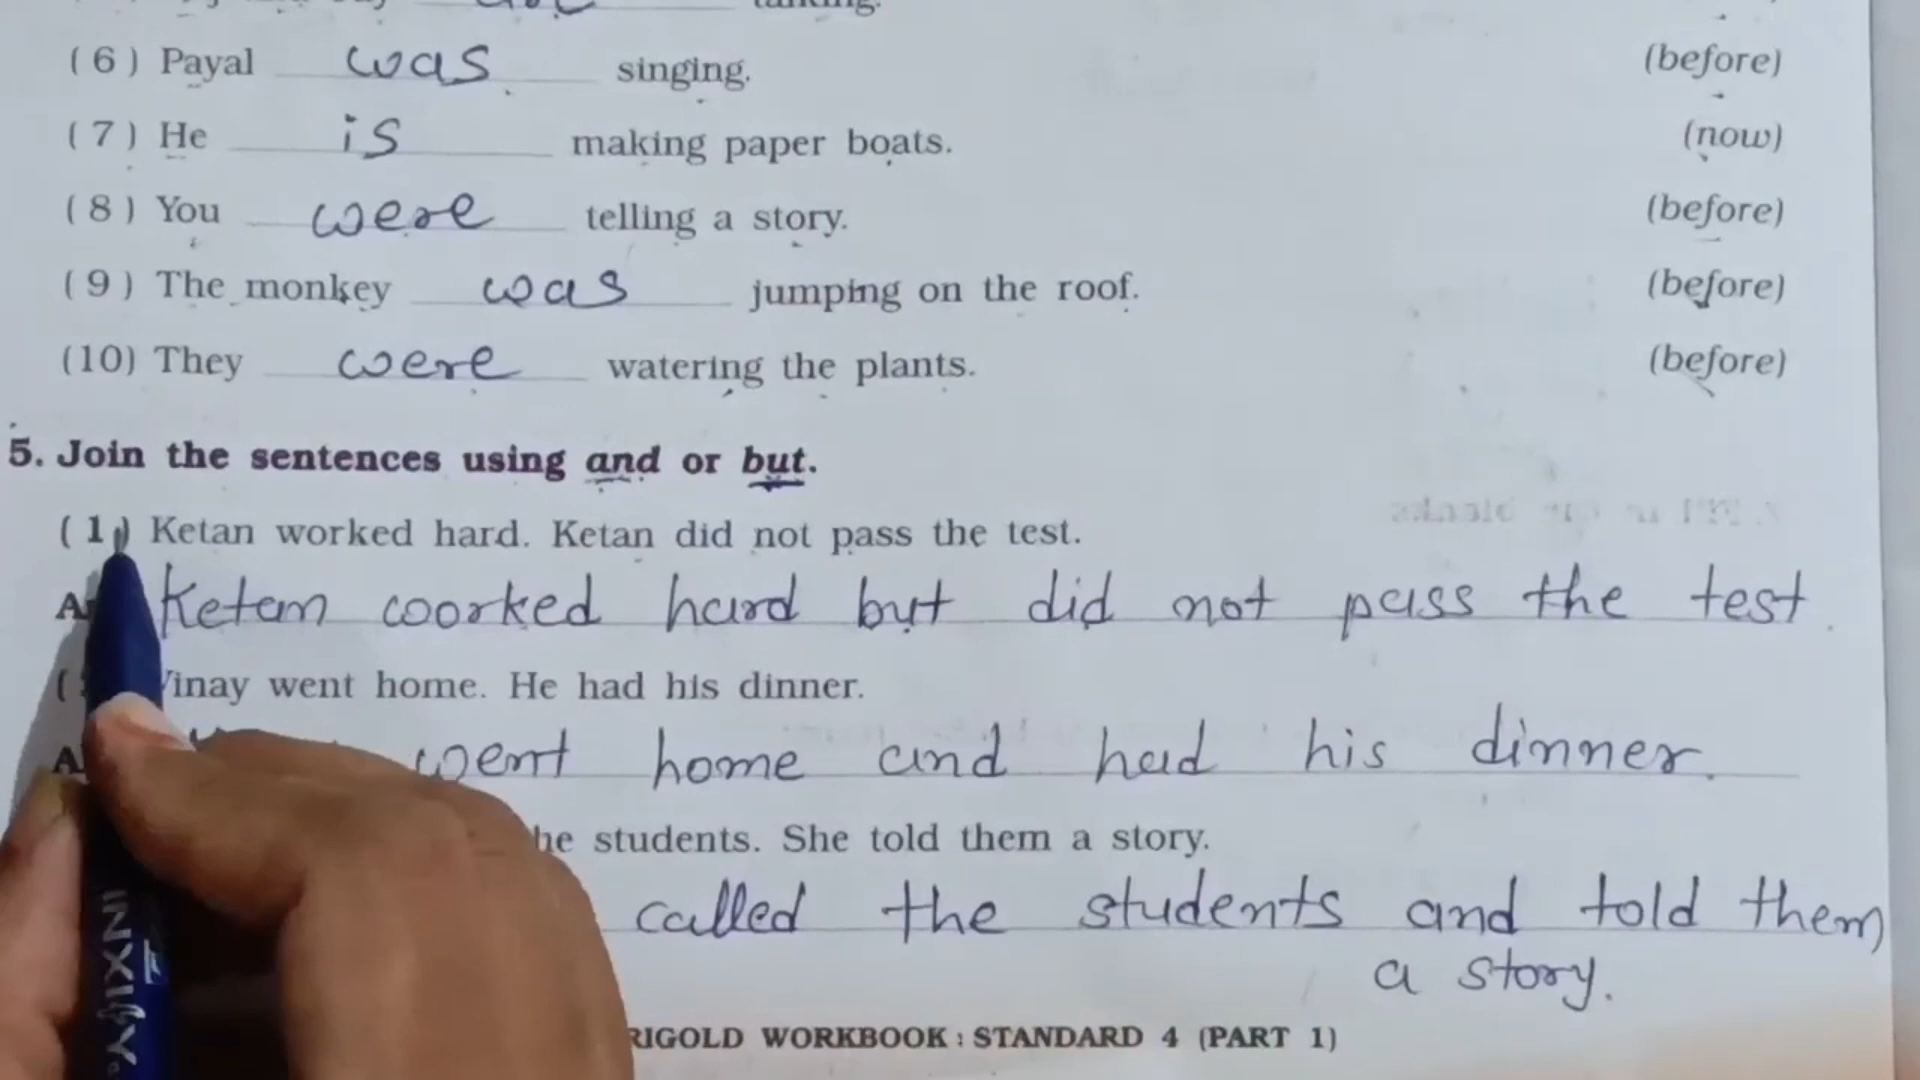 talking.
(6) Payal was singing. (before)
(7) He is making paper boats. (now)
(8) You were telling a story. (before)
(9) The monkey was jumping on the roof. (before)
(10) They were watering the plants. (before)
5. Join the sentences using and or but.
(1) Ketan worked hard. Ketan did not pass the test.
Ketan worked hard but did not pass the test.
inay went home. He had his dinner.
went home and had his dinner.
he students. She told them a story.
called the students and told them
a story.
RIGOLD WORKBOOK : STANDARD 4 (PART 1)
INXIWY